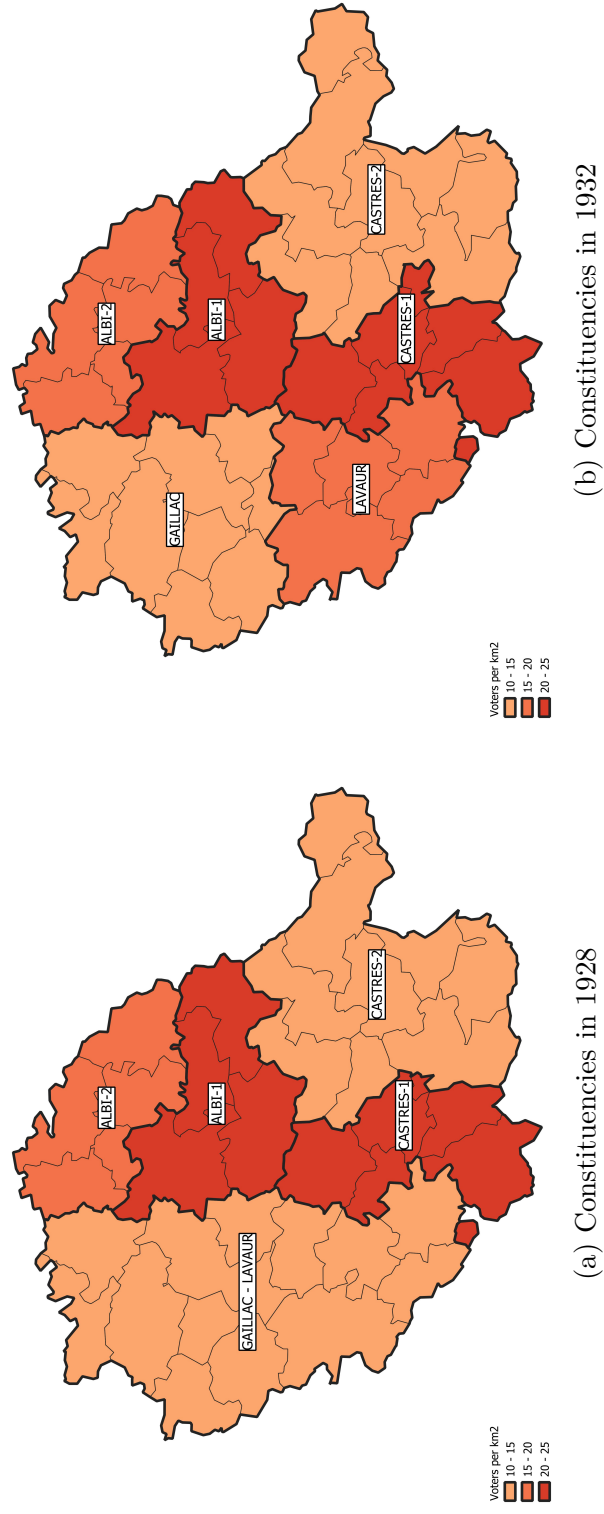 ALBI-2
ALBI-1
GAILLAC - LAVAUR
CASTRES-2
CASTRES-1
Voters per km2
10 - 15
15 - 20
20 - 25
(a) Constituencies in 1928
ALBI-2
ALBI-1
GAILLAC
CASTRES-2
LAVAUR
CASTRES-1
Voters per km2
10 - 15
15 - 20
20 - 25
(b) Constituencies in 1932